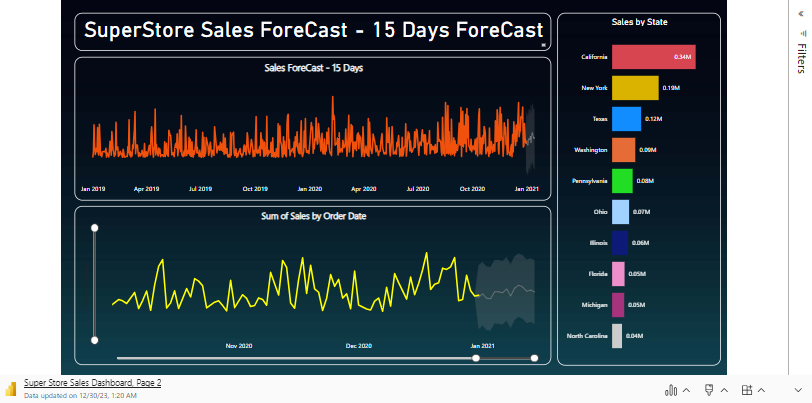 SuperStore Sales ForeCast - 15 Days ForeCast
Sales ForeCast - 15 Days
Jan 2019 Apr 2019 Jul 2019 Oct 2019 Jan 2020 Apr 2020 Jul 2020 Oct 2020 Jan 2021
Sum of Sales by Order Date
Nov 2020 Dec 2020 Jan 2021
Sales by State
California 0.34M
New York 0.19M
Texas 0.12M
Washington 0.09M
Pennsylvania 0.08M
Ohio 0.07M
Illinois 0.06M
Florida 0.05M
Michigan 0.05M
North Carolina 0.04M
Filters
Super Store Sales Dashboard, Page 2
Data updated on 12/30/23, 1:20 AM